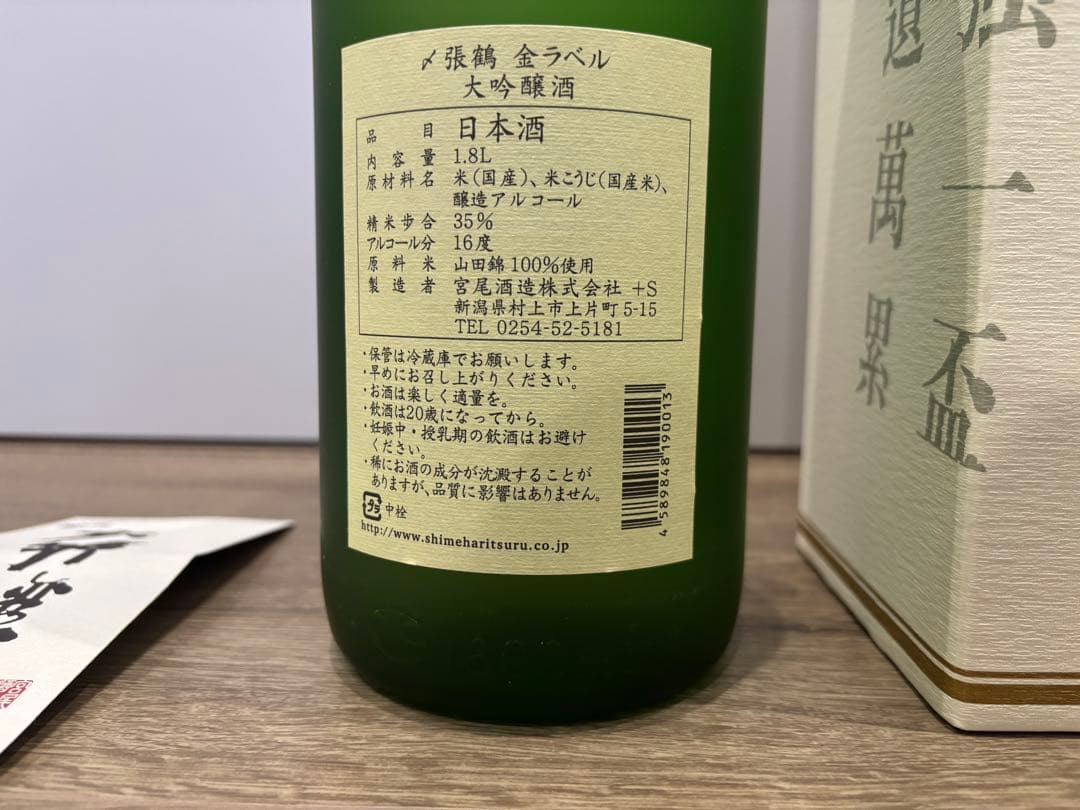 〆張鶴 金ラベル
大吟醸酒
品目 日本酒
内容量 1.8L
原材料名 米(国産)、米こうじ(国産米)、
醸造アルコール
精米歩合 35%
アルコール分 16度
原料米 山田錦100%使用
製造者 宮尾酒造株式会社 +S
新潟県村上市上片町5-15
TEL 0254-52-5181
・保管は冷蔵庫でお願いします。
・早めにお召し上がりください。
・お酒は楽しく適量を。
・飲酒は20歳になってから。
・妊娠中・授乳期の飲酒はお避け
ください。
・稀にお酒の成分が沈澱することが
ありますが、品質に影響はありません。
プラ 中栓
http://www.shimeharitsuru.co.jp
4589848190013
一盃
萬累